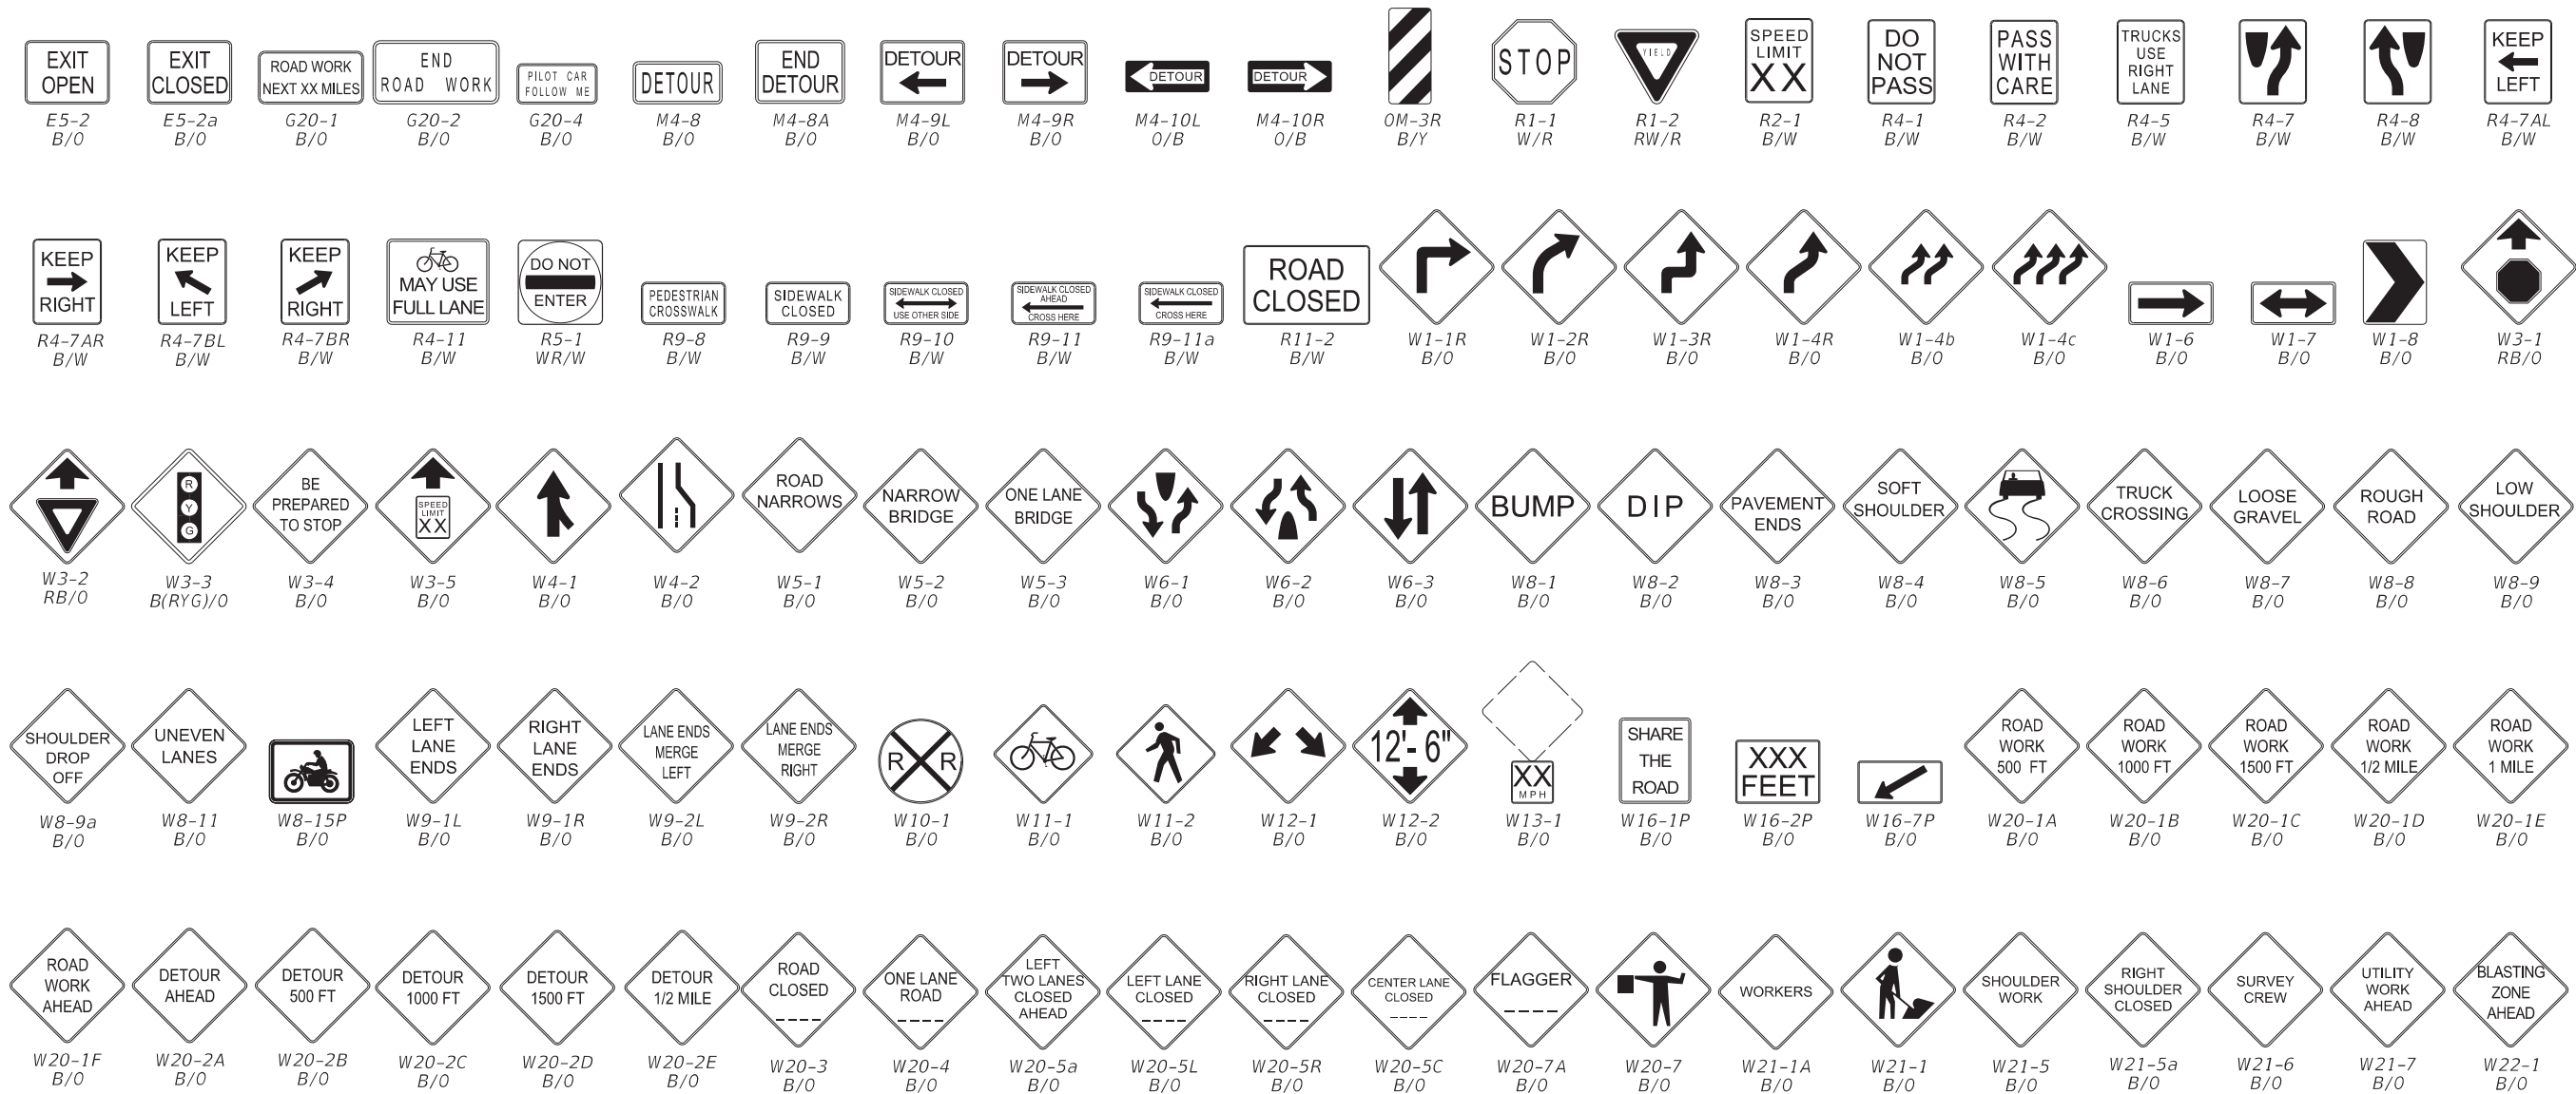 EXIT
OPEN
E5-2
B/O
EXIT
CLOSED
E5-2a
B/O
ROAD WORK
NEXT XX MILES
G20-1
B/O
END
ROAD WORK
G20-2
B/O
PILOT CAR
FOLLOW ME
G20-4
B/O
DETOUR
M4-8
B/O
END
DETOUR
M4-8A
B/O
DETOUR
M4-9L
B/O
DETOUR
M4-9R
B/O
DETOUR
M4-10L
O/B
DETOUR
M4-10R
O/B
OM-3R
B/Y
STOP
R1-1
W/R
YIELD
R1-2
RW/R
SPEED
LIMIT
XX
R2-1
B/W
DO
NOT
PASS
R4-1
B/W
PASS
WITH
CARE
R4-2
B/W
TRUCKS
USE
RIGHT
LANE
R4-5
B/W
R4-7
B/W
R4-8
B/W
KEEP
LEFT
R4-7AL
B/W
KEEP
RIGHT
R4-7AR
B/W
KEEP
LEFT
R4-7BL
B/W
KEEP
RIGHT
R4-7BR
B/W
MAY USE
FULL LANE
R4-11
B/W
DO NOT
ENTER
R5-1
WR/W
PEDESTRIAN
CROSSWALK
R9-8
B/W
SIDEWALK
CLOSED
R9-9
B/W
SIDEWALK CLOSED
USE OTHER SIDE
R9-10
B/W
SIDEWALK CLOSED
AHEAD
CROSS HERE
R9-11
B/W
SIDEWALK CLOSED
CROSS HERE
R9-11a
B/W
ROAD
CLOSED
R11-2
B/W
W1-1R
B/O
W1-2R
B/O
W1-3R
B/O
W1-4R
B/O
W1-4b
B/O
W1-4c
B/O
W1-6
B/O
W1-7
B/O
W1-8
B/O
W3-1
RB/O
W3-2
RB/O
R
Y
G
W3-3
B(RYG)/O
BE
PREPARED
TO STOP
W3-4
B/O
SPEED
LIMIT
XX
W3-5
B/O
W4-1
B/O
W4-2
B/O
ROAD
NARROWS
W5-1
B/O
NARROW
BRIDGE
W5-2
B/O
ONE LANE
BRIDGE
W5-3
B/O
W6-1
B/O
W6-2
B/O
W6-3
B/O
BUMP
W8-1
B/O
DIP
W8-2
B/O
PAVEMENT
ENDS
W8-3
B/O
SOFT
SHOULDER
W8-4
B/O
W8-5
B/O
TRUCK
CROSSING
W8-6
B/O
LOOSE
GRAVEL
W8-7
B/O
ROUGH
ROAD
W8-8
B/O
LOW
SHOULDER
W8-9
B/O
SHOULDER
DROP
OFF
W8-9a
B/O
UNEVEN
LANES
W8-11
B/O
W8-15P
B/O
LEFT
LANE
ENDS
W9-1L
B/O
RIGHT
LANE
ENDS
W9-1R
B/O
LANE ENDS
MERGE
LEFT
W9-2L
B/O
LANE ENDS
MERGE
RIGHT
W9-2R
B/O
R R
W10-1
B/O
W11-1
B/O
W11-2
B/O
W12-1
B/O
12'-6"
W12-2
B/O
XX
MPH
W13-1
B/O
SHARE
THE
ROAD
W16-1P
B/O
XXX
FEET
W16-2P
B/O
W16-7P
B/O
ROAD
WORK
500 FT
W20-1A
B/O
ROAD
WORK
1000 FT
W20-1B
B/O
ROAD
WORK
1500 FT
W20-1C
B/O
ROAD
WORK
1/2 MILE
W20-1D
B/O
ROAD
WORK
1 MILE
W20-1E
B/O
ROAD
WORK
AHEAD
W20-1F
B/O
DETOUR
AHEAD
W20-2A
B/O
DETOUR
500 FT
W20-2B
B/O
DETOUR
1000 FT
W20-2C
B/O
DETOUR
1500 FT
W20-2D
B/O
DETOUR
1/2 MILE
W20-2E
B/O
ROAD
CLOSED
----
W20-3
B/O
ONE LANE
ROAD
----
W20-4
B/O
LEFT
TWO LANES
CLOSED
AHEAD
W20-5a
B/O
LEFT LANE
CLOSED
----
W20-5L
B/O
RIGHT LANE
CLOSED
----
W20-5R
B/O
CENTER LANE
CLOSED
----
W20-5C
B/O
FLAGGER
----
W20-7A
B/O
W20-7
B/O
WORKERS
W21-1A
B/O
W21-1
B/O
SHOULDER
WORK
W21-5
B/O
RIGHT
SHOULDER
CLOSED
W21-5a
B/O
SURVEY
CREW
W21-6
B/O
UTILITY
WORK
AHEAD
W21-7
B/O
BLASTING
ZONE
AHEAD
W22-1
B/O